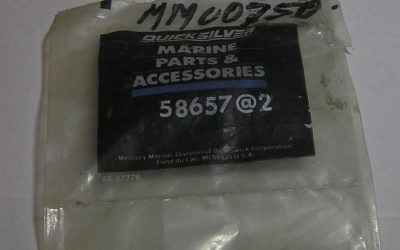 MM00750.
QUICKSILVER
MARINE
PARTS &
ACCESSORIES
58657@2
Mercury Marine, Division of Brunswick Corporation
Fond du Lac, WI 54935 U.S.A.